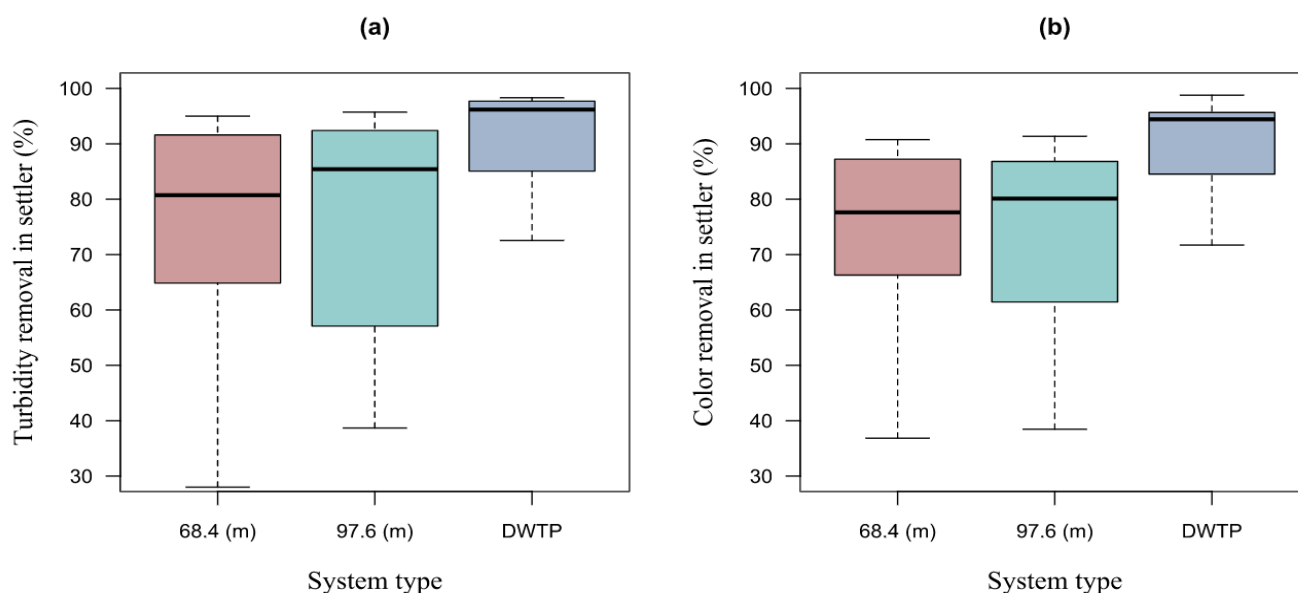 (a)
Turbidity removal in settler (%)
100
90
80
70
60
50
40
30
68.4 (m) 97.6 (m) DWTP
System type
(b)
Color removal in settler (%)
100
90
80
70
60
50
40
30
68.4 (m) 97.6 (m) DWTP
System type